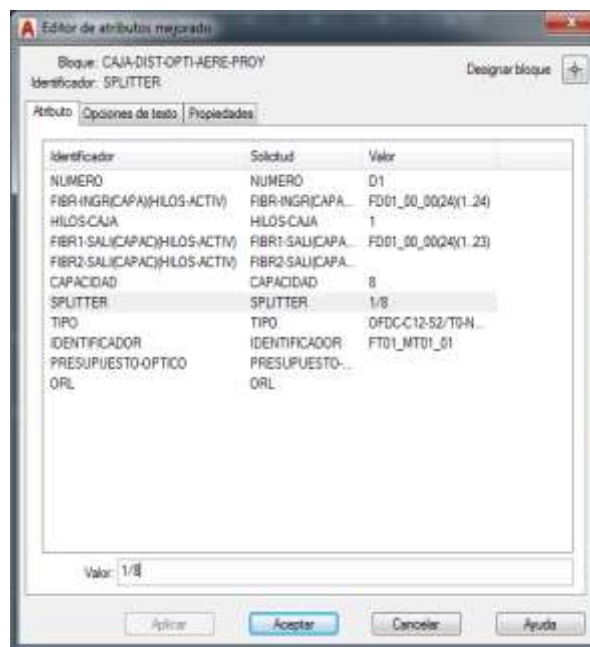 Editor de atributos mejorado
Bloque: CAJA-DIST-OPTI-AERE-PROY
Identificador: SPLITTER
Designar bloque
Atributo Opciones de texto Propiedades
Identificador Solicitud Valor
NUMERO NUMERO D1
FIBR-INGR(CAPA)(HILOS-ACTIV) FIBR-INGR(CAPA... FD01_00_00(24)(1..24)
HILOS-CAJA HILOS-CAJA 1
FIBR1-SALI(CAPAC)(HILOS-ACTIV) FIBR1-SALI(CAPA... FD01_00_00(24)(1..23)
FIBR2-SALI(CAPAC)(HILOS-ACTIV) FIBR2-SALI(CAPA...
CAPACIDAD CAPACIDAD 8
SPLITTER SPLITTER 1/8
TIPO TIPO OFDC-C12-S2/T0-N...
IDENTIFICADOR IDENTIFICADOR FT01_MT01_01
PRESUPUESTO-OPTICO PRESUPUESTO-...
ORL ORL
Valor: 1/8
Aplicar Aceptar Cancelar Ayuda